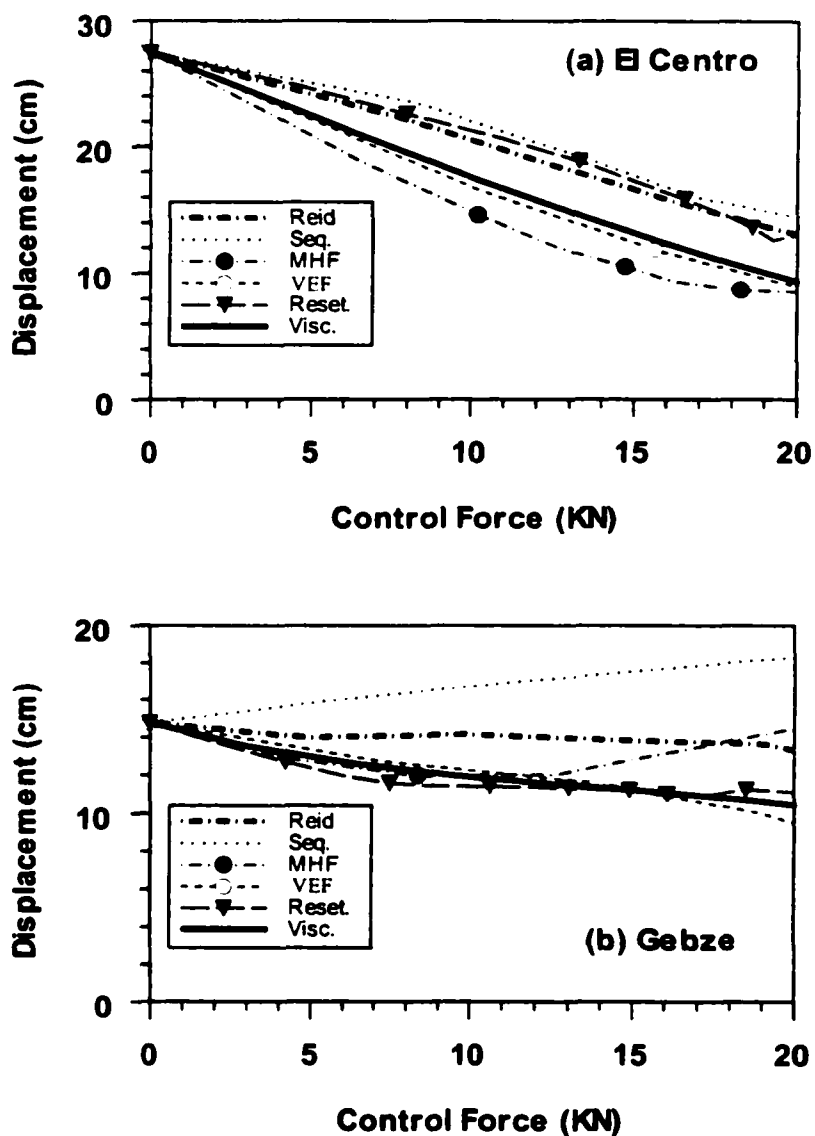 30
(a) El Centro
20
Displacement (cm)
Reid
Seq.
MHF
VEF
Reset.
Visc.
10
0
0 5 10 15 20
Control Force (KN)
20
Displacement (cm)
10
Reid
Seq.
MHF
VEF
Reset.
Visc.
(b) Gebze
0
0 5 10 15 20
Control Force (KN)